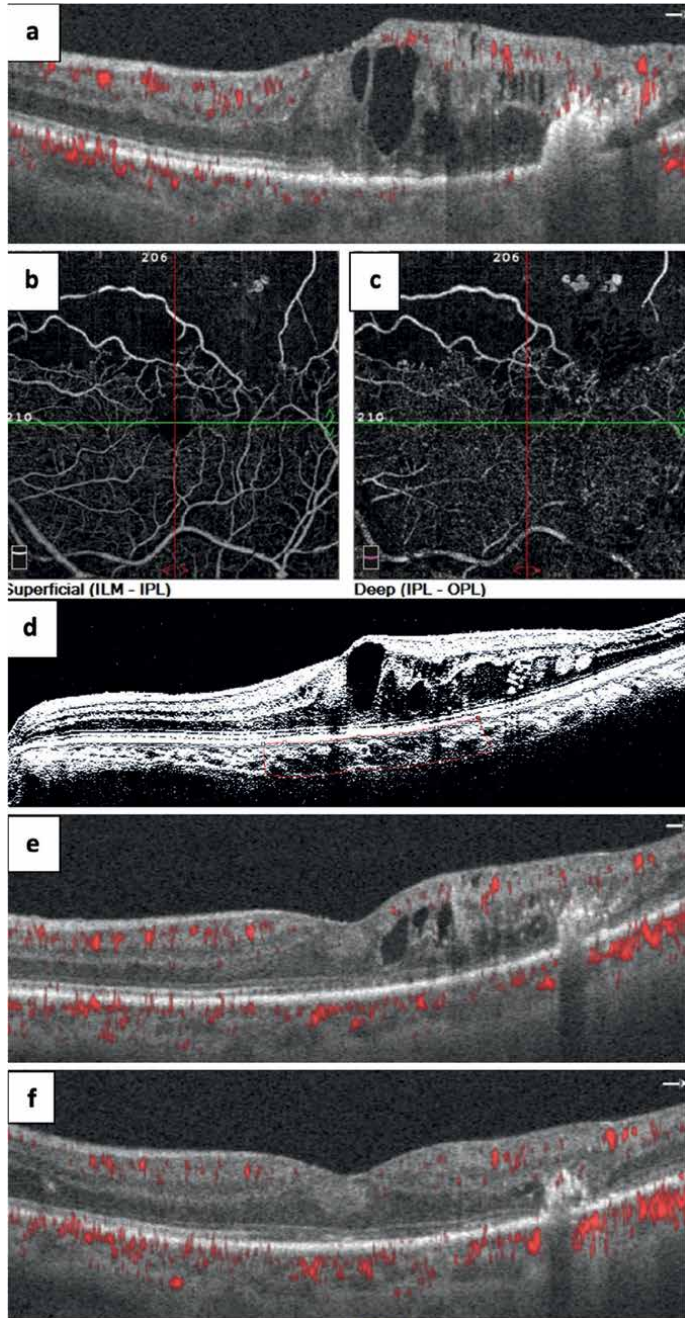 a
b
206
210
c
206
210
Superficial (ILM - IPL)
Deep (IPL - OPL)
d
e
f